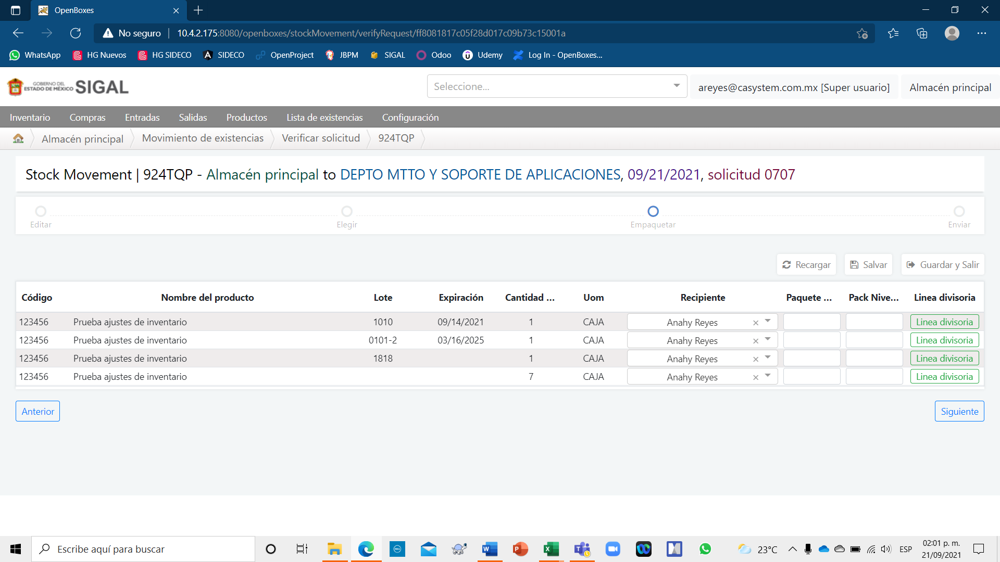 OpenBoxes
No seguro | 10.4.2.175:8080/openboxes/stockMovement/verifyRequest/ff8081817c05f28d017c09b73c15001a
WhatsApp HG Nuevos HG SIDECO SIDECO OpenProject JBPM SIGAL Odoo Udemy Log In - OpenBoxes...
GOBIERNO DEL
ESTADO DE MÉXICO SIGAL Seleccione... areyes@casystem.com.mx [Super usuario] Almacén principal
Inventario Compras Entradas Salidas Productos Lista de existencias Configuración
Almacén principal Movimiento de existencias Verificar solicitud 924TQP
Stock Movement | 924TQP - Almacén principal to DEPTO MTTO Y SOPORTE DE APLICACIONES, 09/21/2021, solicitud 0707
Editar Elegir Empaquetar Enviar
Recargar Salvar Guardar y Salir
Código Nombre del producto Lote Expiración Cantidad ... Uom Recipiente Paquete ... Pack Nive... Linea divisoria
123456 Prueba ajustes de inventario 1010 09/14/2021 1 CAJA Anahy Reyes × Linea divisoria
123456 Prueba ajustes de inventario 0101-2 03/16/2025 1 CAJA Anahy Reyes × Linea divisoria
123456 Prueba ajustes de inventario 1818 1 CAJA Anahy Reyes × Linea divisoria
123456 Prueba ajustes de inventario 7 CAJA Anahy Reyes × Linea divisoria
Anterior Siguiente
Escribe aquí para buscar 23°C ESP 02:01 p. m.
21/09/2021